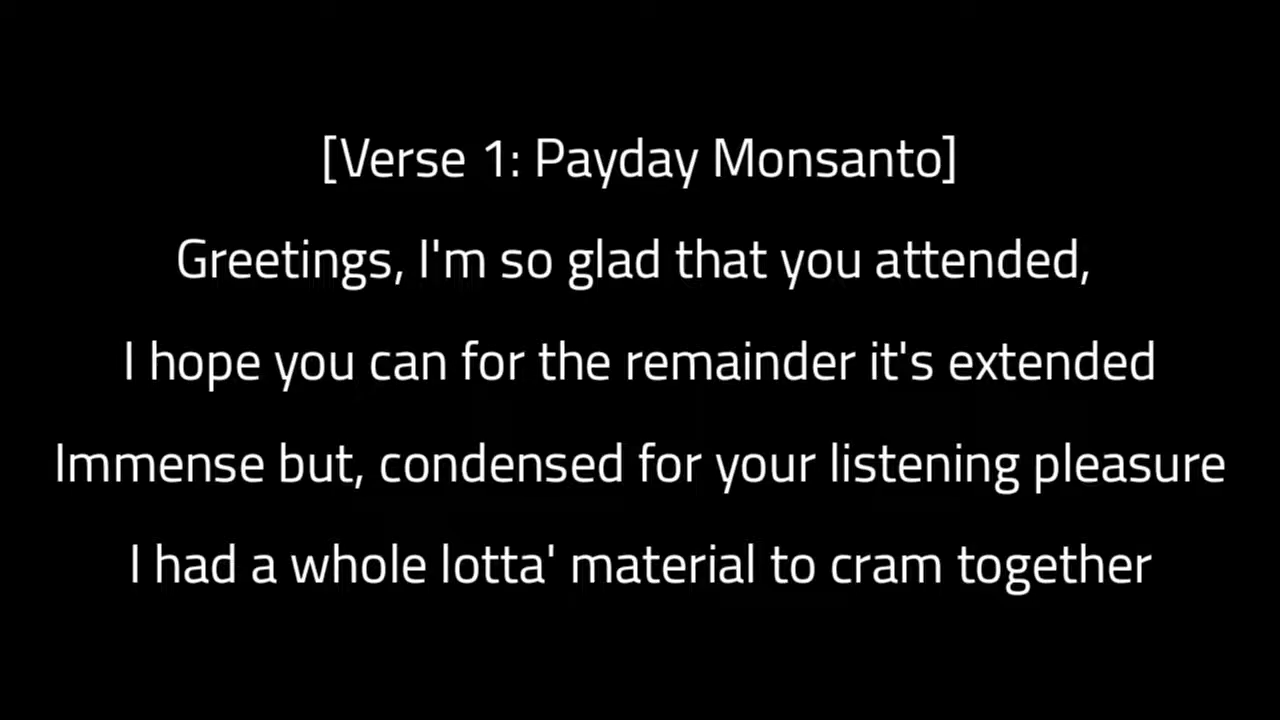 [Verse 1: Payday Monsanto]
Greetings, I'm so glad that you attended,
I hope you can for the remainder it's extended
Immense but, condensed for your listening pleasure
I had a whole lotta' material to cram together